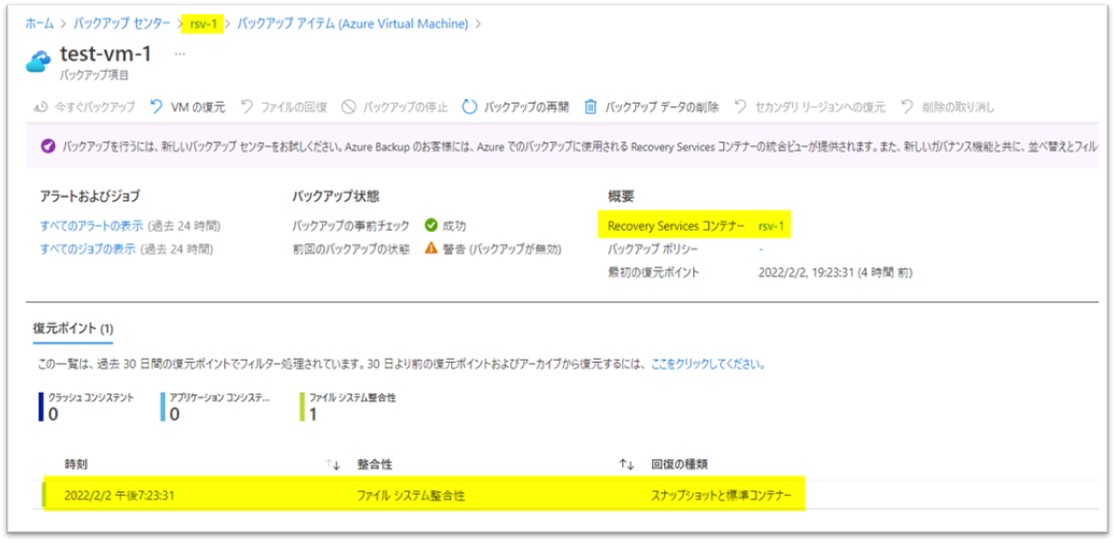 ホーム > バックアップ センター > rsv-1 > バックアップ アイテム (Azure Virtual Machine) >
test-vm-1 ...
バックアップ項目
今すぐバックアップ VM の復元 ファイルの回復 バックアップの停止 バックアップの再開 バックアップ データの削除 セカンダリ リージョンへの復元 削除の取り消し
バックアップを行うには、新しいバックアップ センターをお試しください。Azure Backup のお客様には、Azure でのバックアップに使用される Recovery Services コンテナーの統合ビューが提供されます。また、新しいガバナンス機能と共に、並べ替えとフィル
アラートおよびジョブ バックアップ状態 概要
すべてのアラートの表示 (過去 24 時間) バックアップの事前チェック 成功 Recovery Services コンテナー rsv-1
すべてのジョブの表示 (過去 24 時間) 前回のバックアップの状態 警告 (バックアップが無効) バックアップ ポリシー -
最初の復元ポイント 2022/2/2, 19:23:31 (4 時間 前)
復元ポイント (1)
この一覧は、過去 30 日間の復元ポイントでフィルター処理されています。30 日より前の復元ポイントおよびアーカイブから復元するには、ここをクリックしてください。
クラッシュ コンシステント アプリケーション コンシステ... ファイル システム整合性
0 0 1
時刻 ↑↓ 整合性 ↑↓ 回復の種類
2022/2/2 午後7:23:31 ファイル システム整合性 スナップショットと標準コンテナー